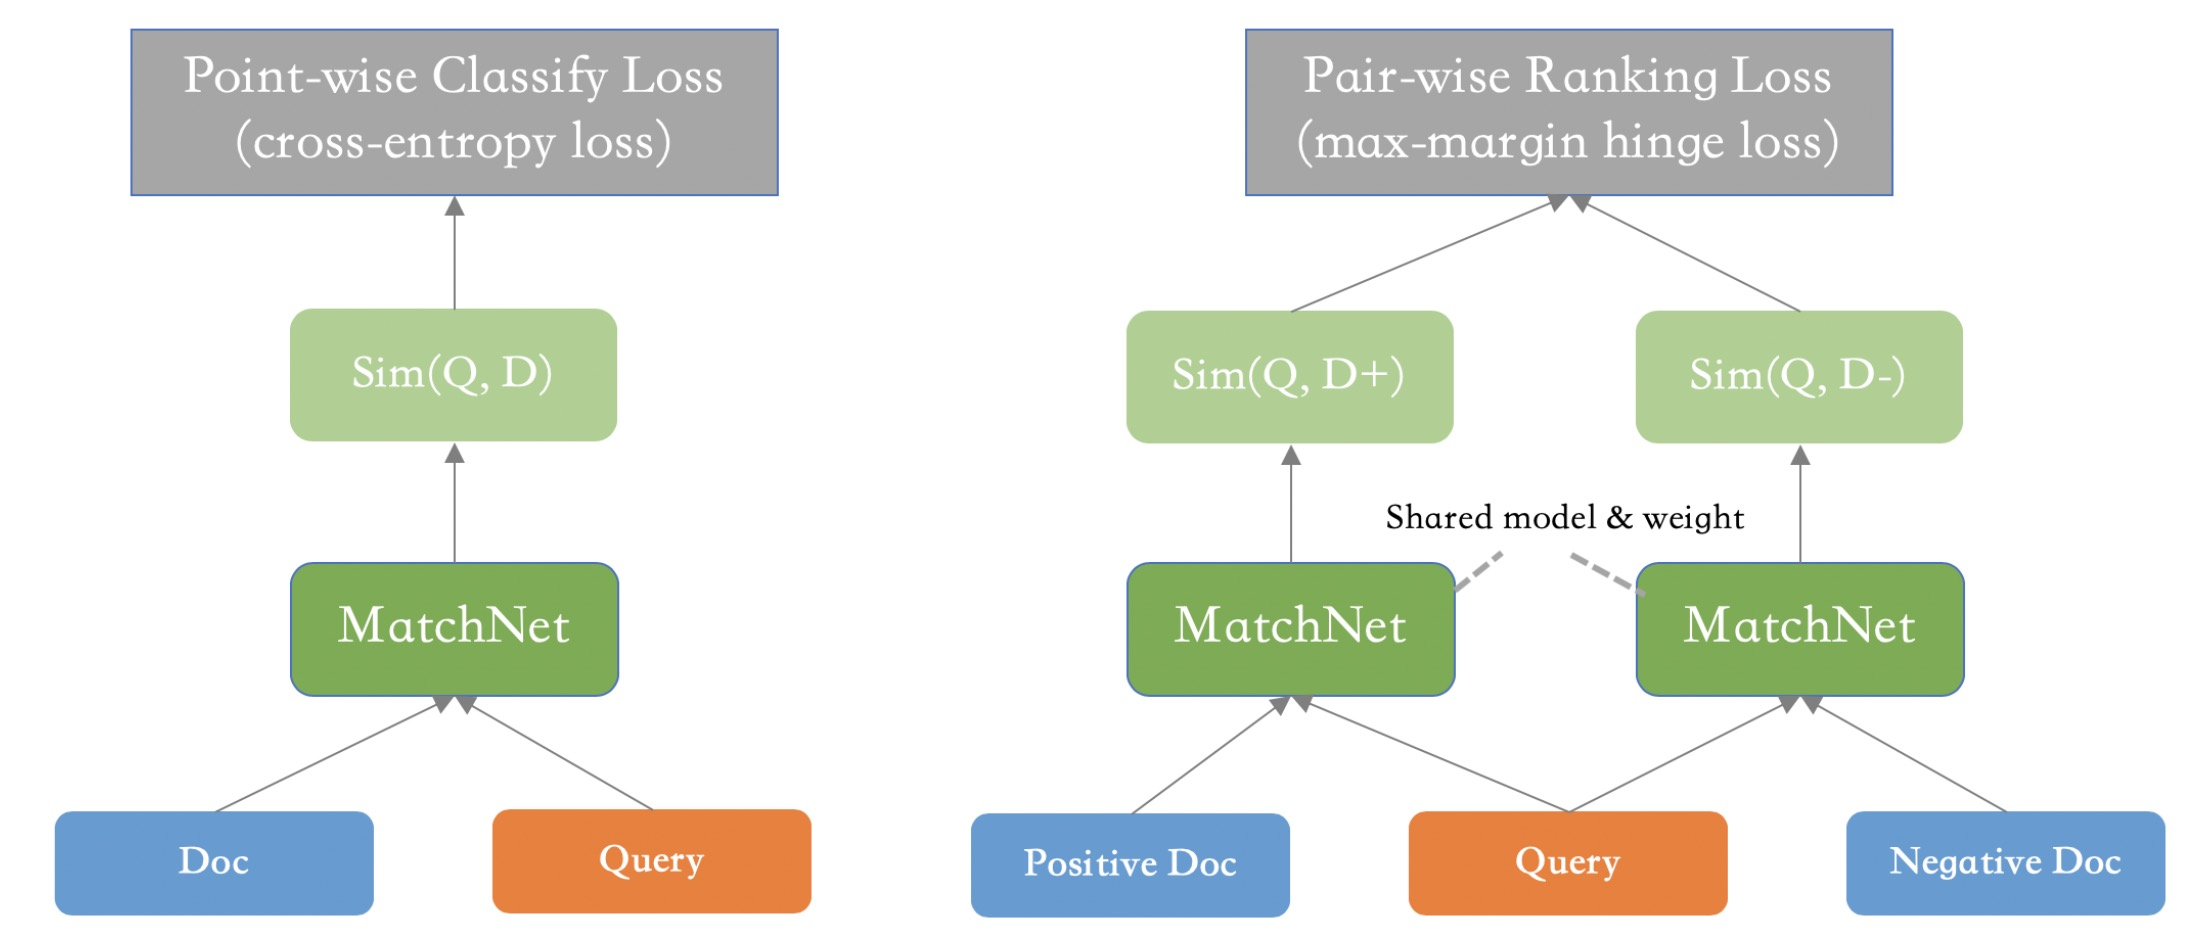 Point-wise Classify Loss
(cross-entropy loss)
Sim(Q, D)
MatchNet
Doc
Query
Pair-wise Ranking Loss
(max-margin hinge loss)
Sim(Q, D+)
Sim(Q, D-)
Shared model & weight
MatchNet
MatchNet
Positive Doc
Query
Negative Doc